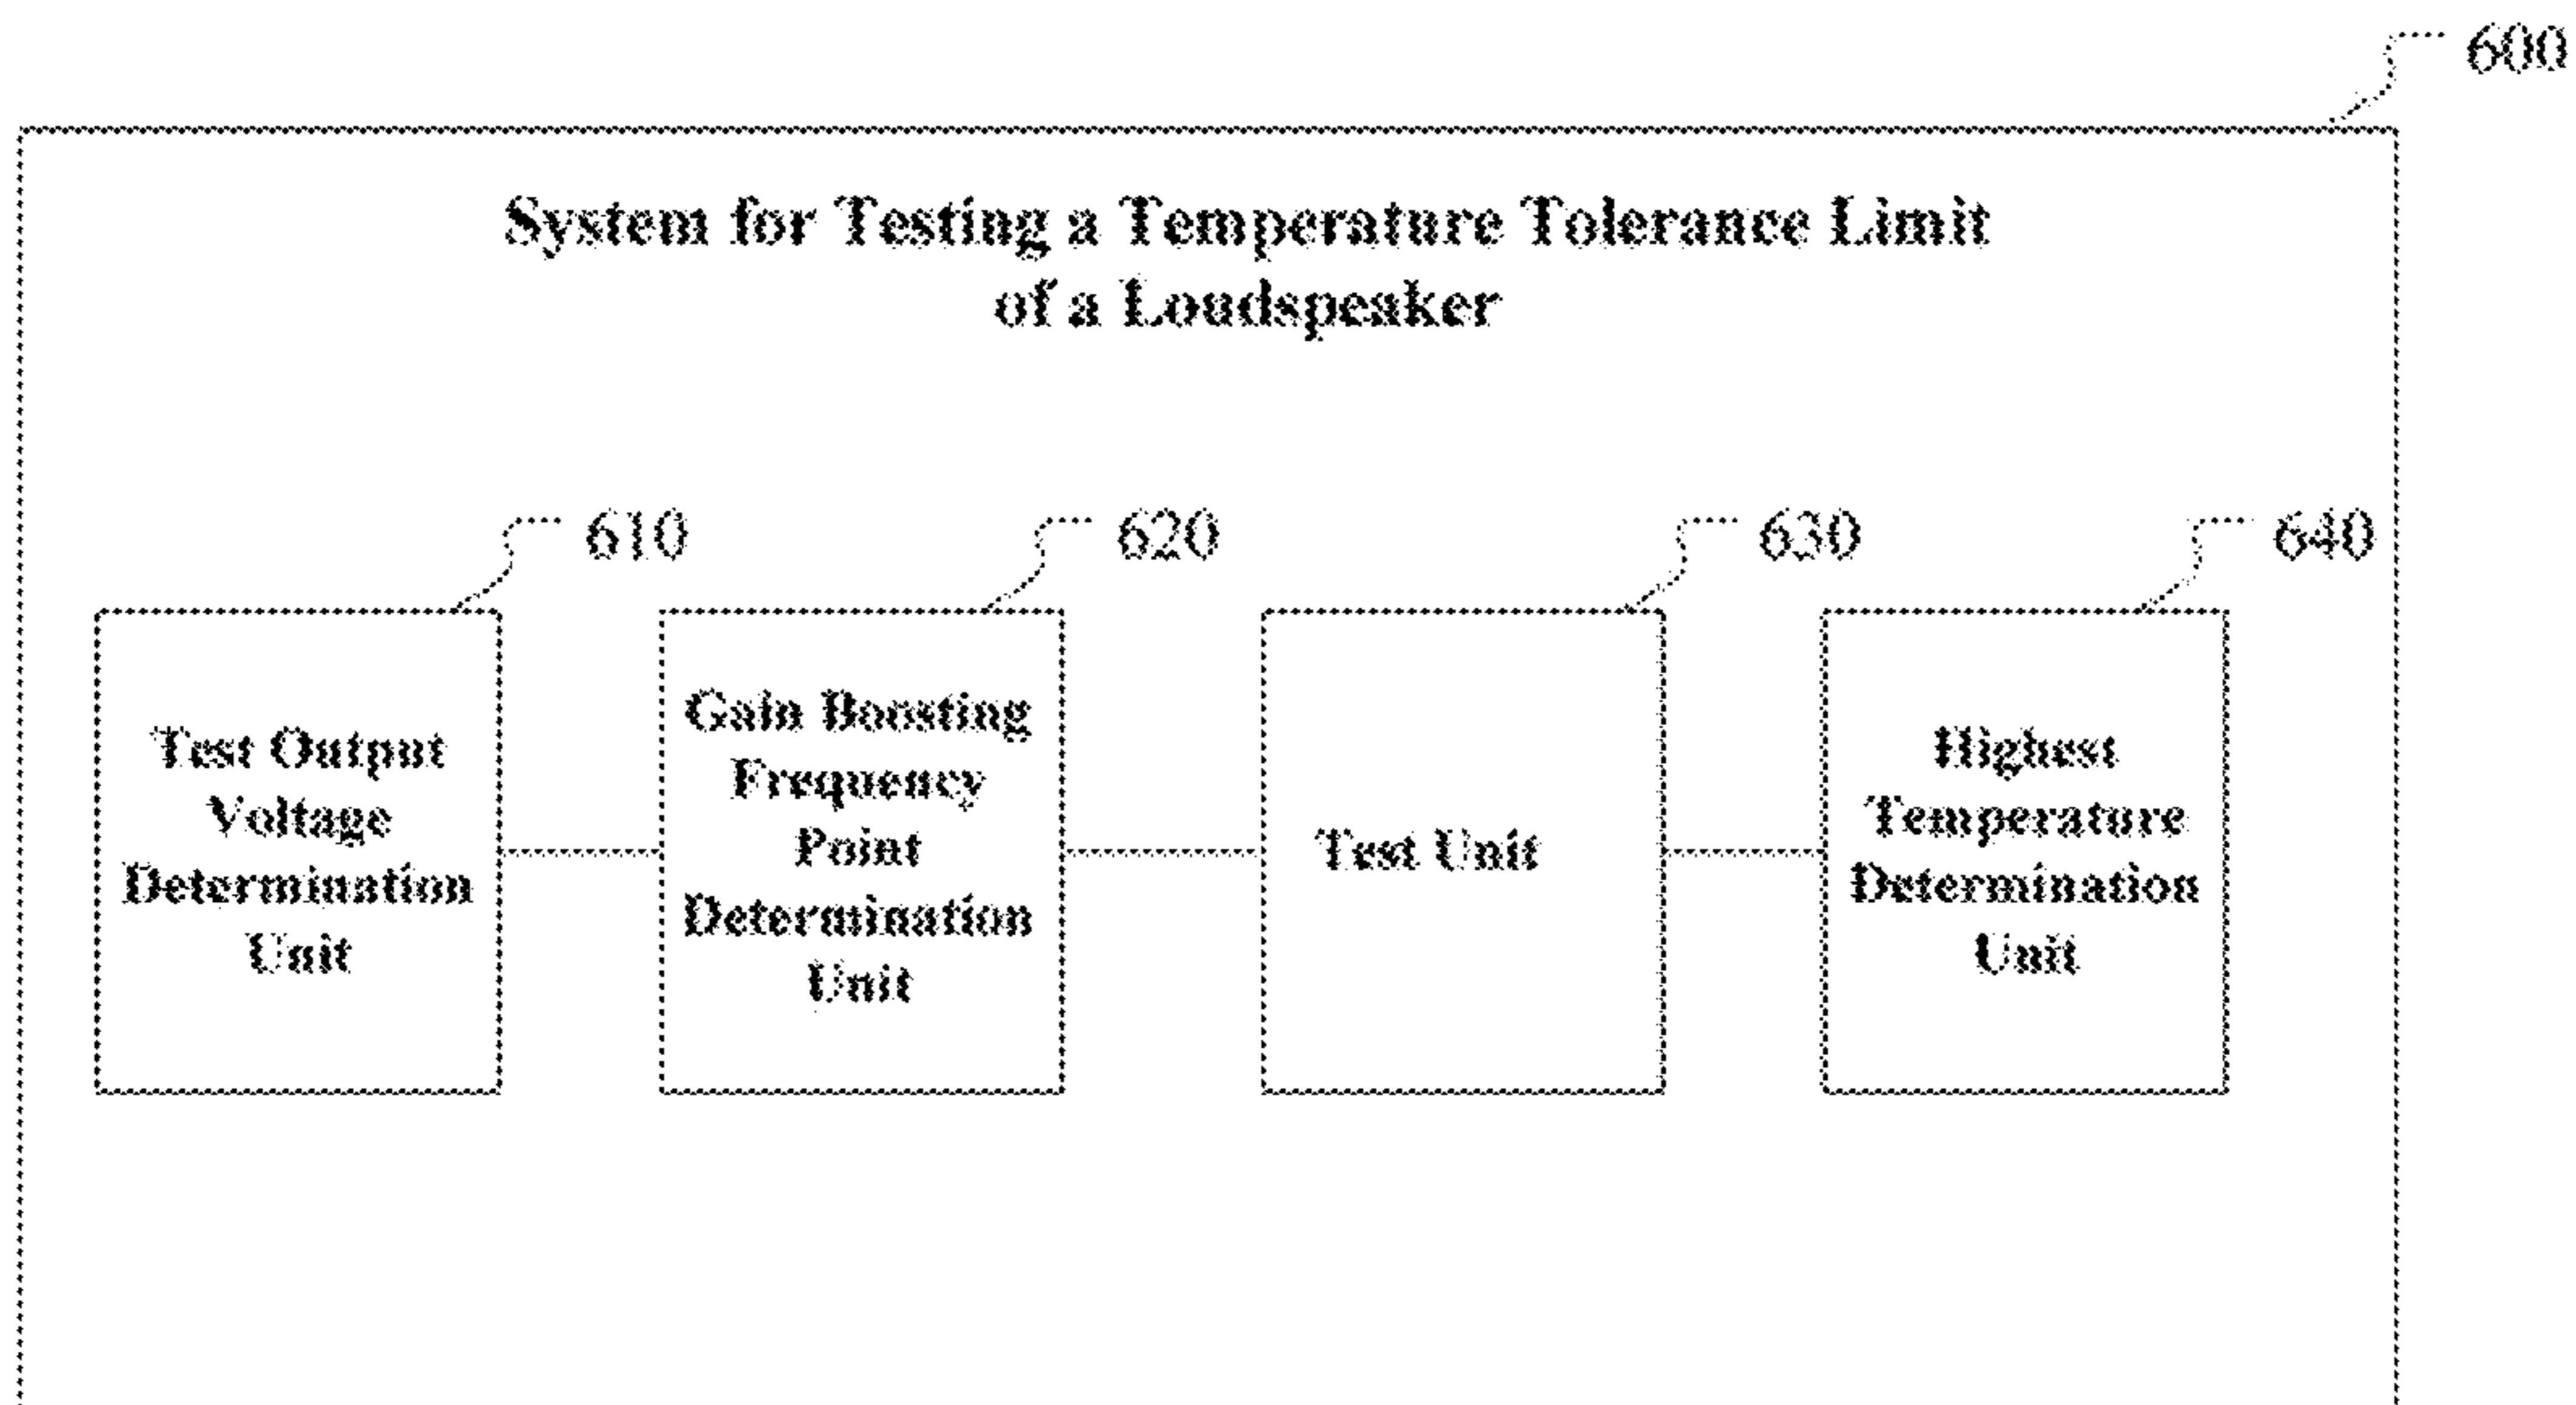 600
System for Testing a Temperature Tolerance Limit
of a Loudspeaker
610
620
630
640
Test Output
Voltage
Determination
Unit
Gain Boosting
Frequency
Point
Determination
Unit
Test Unit
Highest
Temperature
Determination
Unit